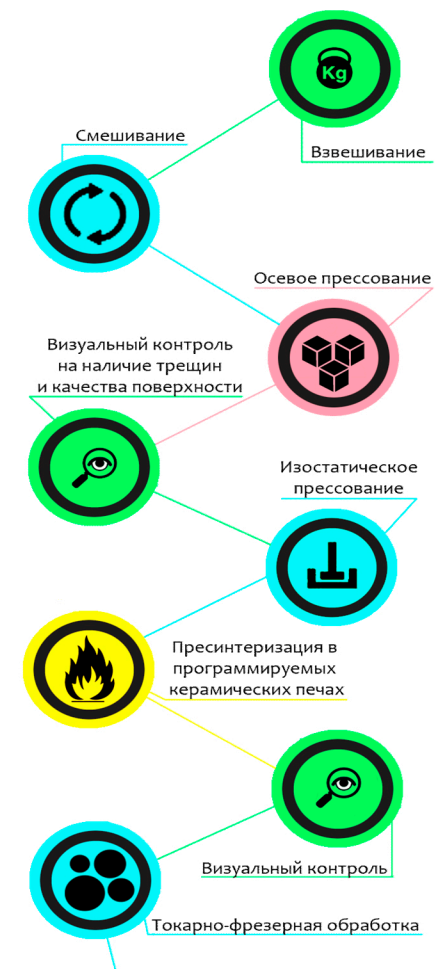 Kg
Взвешивание
Смешивание
Осевое прессование
Визуальный контроль
на наличие трещин
и качества поверхности
Изостатическое
прессование
Пресинтеризация в
программируемых
керамических печах
Визуальный контроль
Токарно-фрезерная обработка